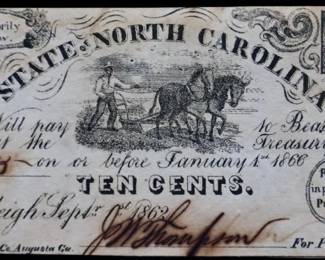 STATE of NORTH CAROLINA
Will pay to Bea
at the Treasur
on or before January 1st 1866
TEN CENTS.
eigh, Septr 1st 1862
For P
Co. Augusta Ga.